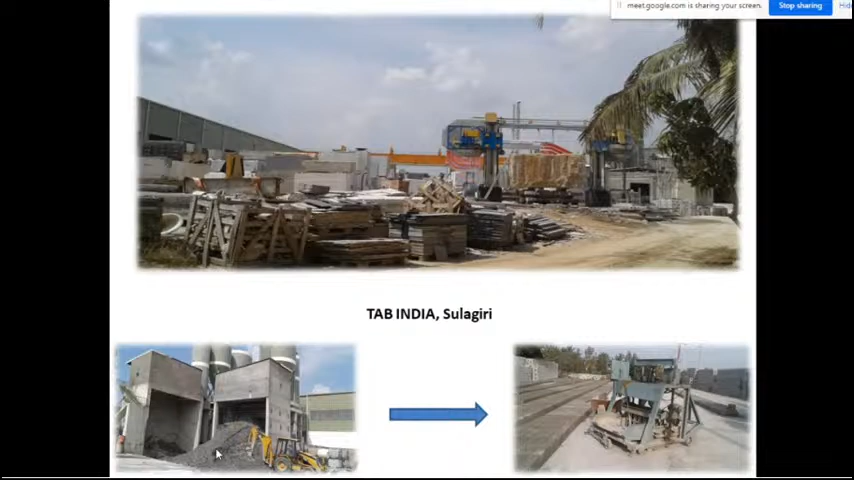 meet.google.com is sharing your screen.
Stop sharing
TAB INDIA, Sulagiri